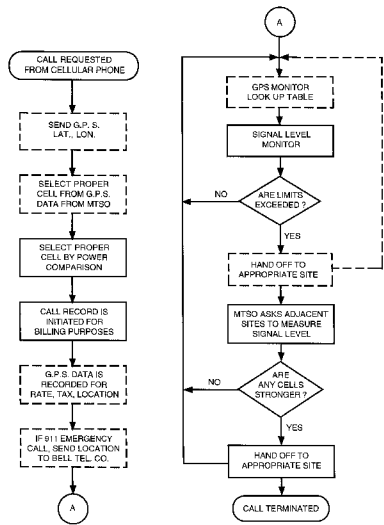 CALL REQUESTED
FROM CELLULAR PHONE
SEND G.P. S.
LAT., LON.
SELECT PROPER
CELL FROM G.P.S.
DATA FROM MTSO
SELECT PROPER
CELL BY POWER
COMPARISON
CALL RECORD IS
INITIATED FOR
BILLING PURPOSES
G.P.S. DATA IS
RECORDED FOR
RATE, TAX, LOCATION
IF 911 EMERGENCY
CALL, SEND LOCATION
TO BELL TEL. CO.
A
A
GPS MONITOR
LOOK UP TABLE
SIGNAL LEVEL
MONITOR
ARE LIMITS
EXCEEDED ?
NO
YES
HAND OFF TO
APPROPRIATE SITE
MTSO ASKS ADJACENT
SITES TO MEASURE
SIGNAL LEVEL
ARE
ANY CELLS
STRONGER ?
NO
YES
HAND OFF TO
APPROPRIATE SITE
CALL TERMINATED